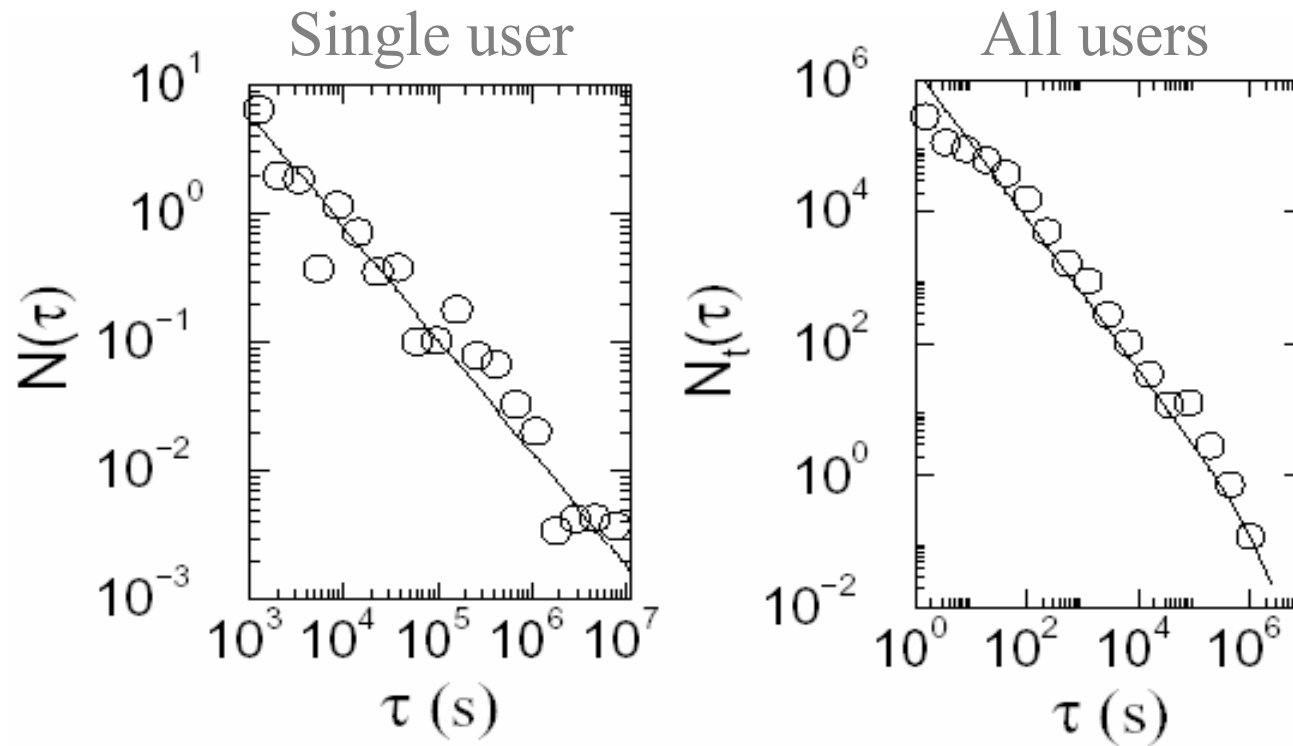 Single user
All users
N(τ)
10^1
10^0
10^−1
10^−2
10^−3
10^3 10^4 10^5 10^6 10^7
τ (s)
N_t(τ)
10^6
10^4
10^2
10^0
10^−2
10^0 10^2 10^4 10^6
τ (s)